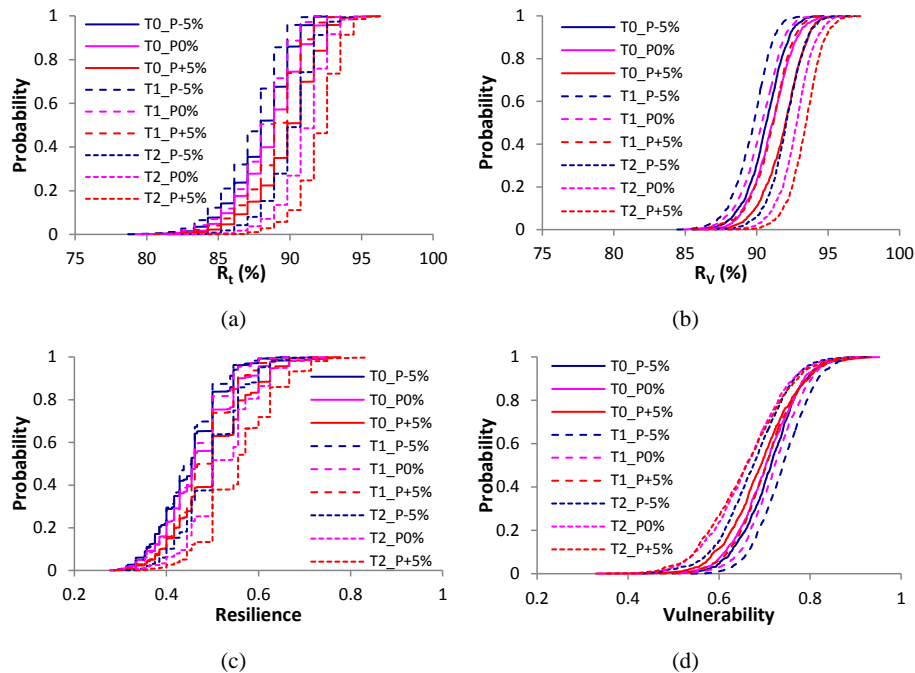 T0_P-5%
T0_P0%
T0_P+5%
T1_P-5%
T1_P0%
T1_P+5%
T2_P-5%
T2_P0%
T2_P+5%
Probability
1
0.8
0.6
0.4
0.2
0
75 80 85 90 95 100
Rt (%)
(a)
T0_P-5%
T0_P0%
T0_P+5%
T1_P-5%
T1_P0%
T1_P+5%
T2_P-5%
T2_P0%
T2_P+5%
Probability
1
0.8
0.6
0.4
0.2
0
75 80 85 90 95 100
RV (%)
(b)
T0_P-5%
T0_P0%
T0_P+5%
T1_P-5%
T1_P0%
T1_P+5%
T2_P-5%
T2_P0%
T2_P+5%
Probability
1
0.8
0.6
0.4
0.2
0
0.2 0.4 0.6 0.8 1
Resilience
(c)
T0_P-5%
T0_P0%
T0_P+5%
T1_P-5%
T1_P0%
T1_P+5%
T2_P-5%
T2_P0%
T2_P+5%
Probability
1
0.8
0.6
0.4
0.2
0
0.2 0.4 0.6 0.8 1
Vulnerability
(d)